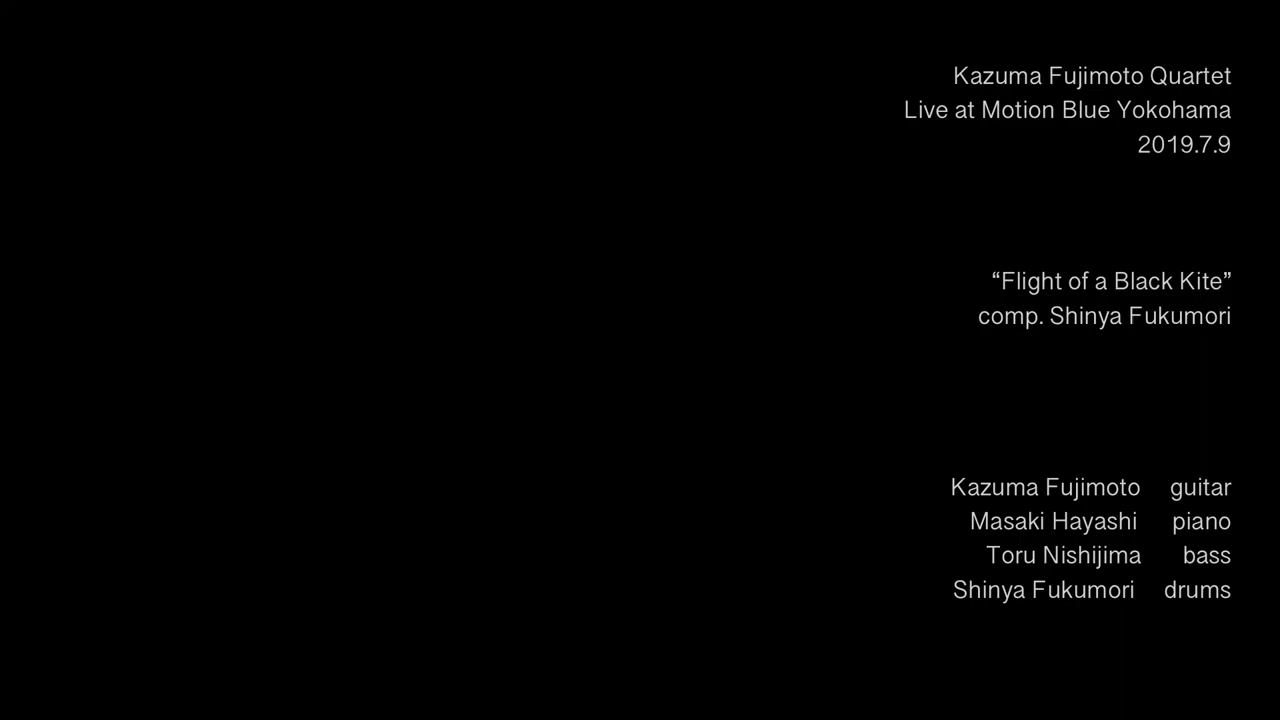 Kazuma Fujimoto Quartet
Live at Motion Blue Yokohama
2019.7.9
“Flight of a Black Kite”
comp. Shinya Fukumori
Kazuma Fujimoto guitar
Masaki Hayashi piano
Toru Nishijima bass
Shinya Fukumori drums